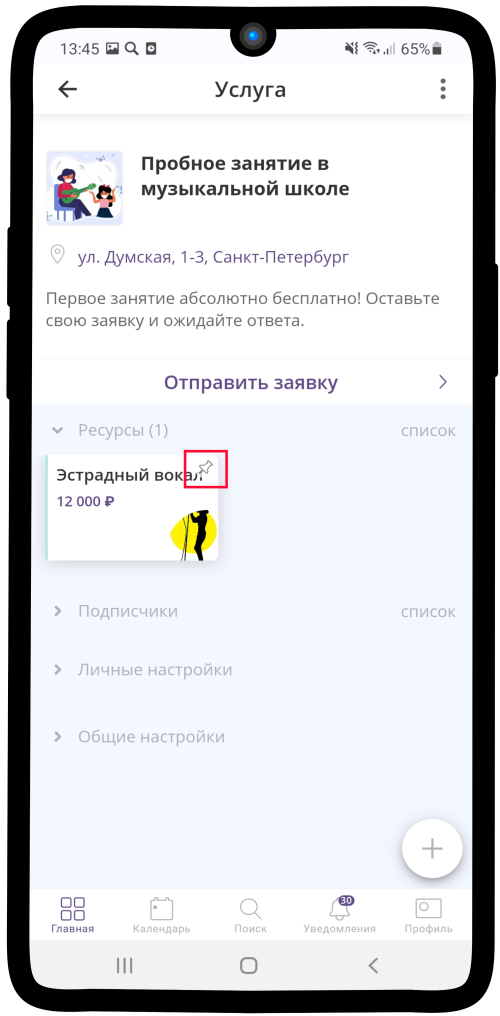 13:45
65%
Услуга
Пробное занятие в
музыкальной школе
ул. Думская, 1-3, Санкт-Петербург
Первое занятие абсолютно бесплатно! Оставьте
свою заявку и ожидайте ответа.
Отправить заявку
Ресурсы (1)
список
Эстрадный вокал
12 000 ₽
Подписчики
список
Личные настройки
Общие настройки
30
Главная
Календарь
Поиск
Уведомления
Профиль